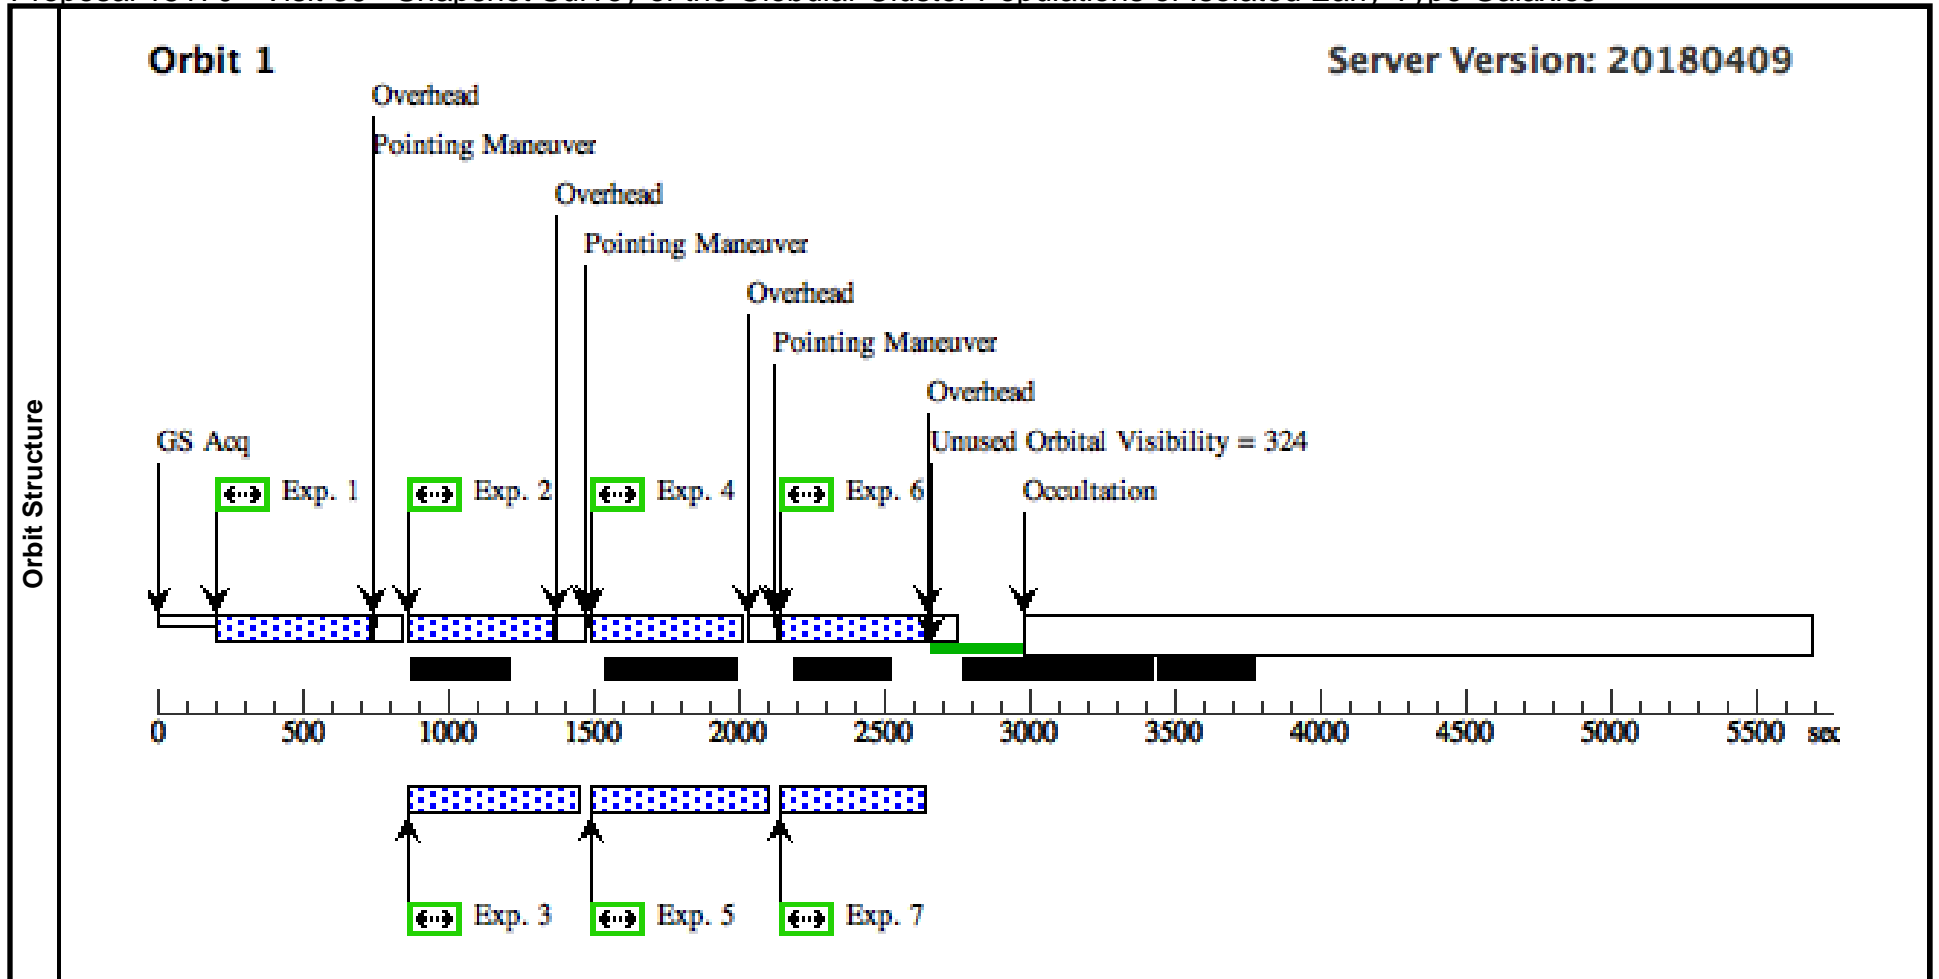 Orbit 1
Server Version: 20180409
Overhead
Pointing Maneuver
Overhead
Pointing Maneuver
Overhead
Pointing Maneuver
Overhead
GS Acq
Unused Orbital Visibility = 324
Exp. 1
Exp. 2
Exp. 4
Exp. 6
Occultation
Orbit Structure
0 500 1000 1500 2000 2500 3000 3500 4000 4500 5000 5500 sec
Exp. 3
Exp. 5
Exp. 7